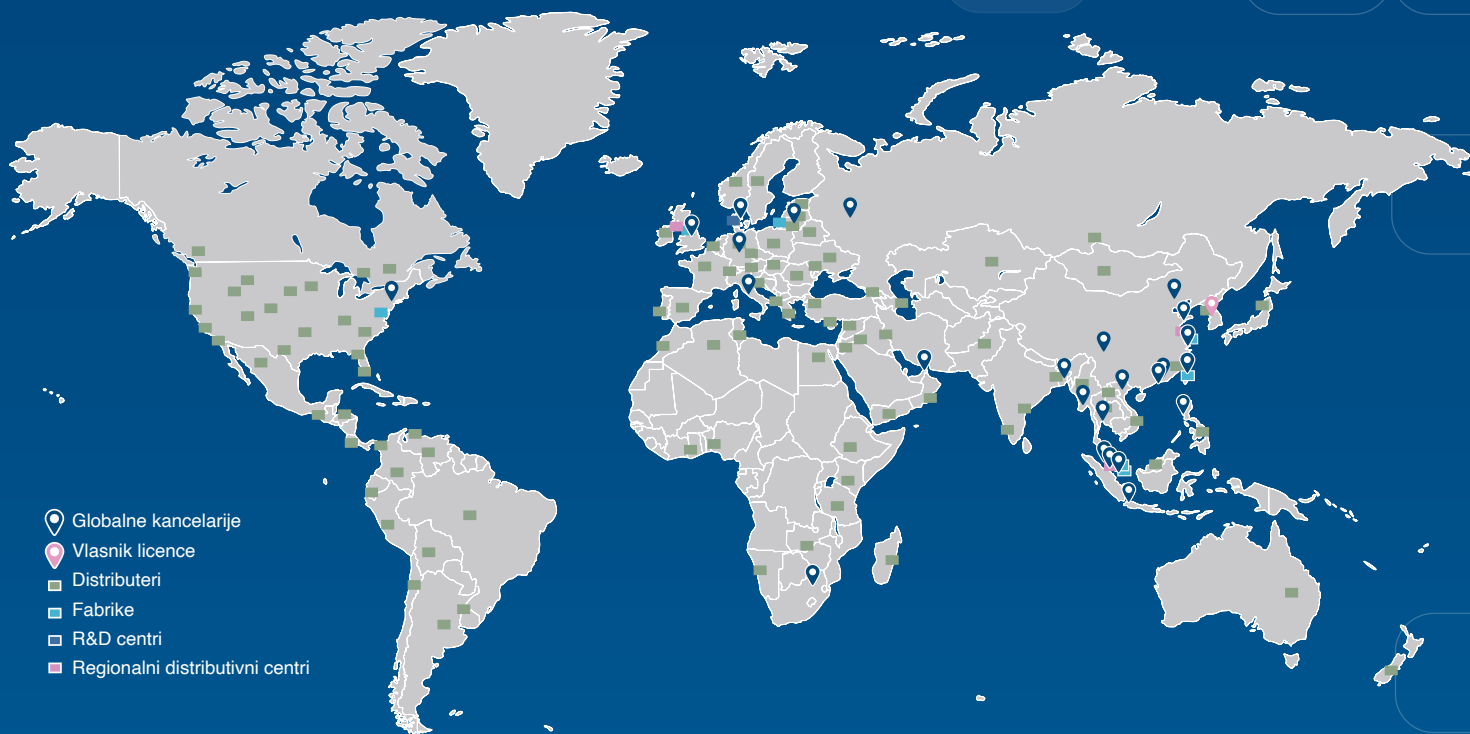 Globalne kancelarije
Vlasnik licence
Distributeri
Fabrike
R&D centri
Regionalni distributivni centri